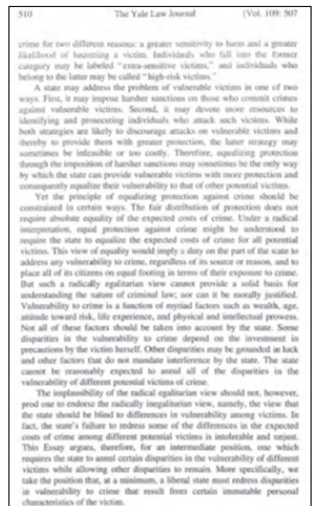 510 The Yale Law Journal [Vol. 109: 507
crime for two different reasons: a greater sensitivity to harm and a greater
likelihood of becoming a victim. Individuals who fall into the former
category may be labeled "extra-sensitive victims," and individuals who
belong to the latter may be called "high-risk victims."
A state may address the problem of vulnerable victims in one of two
ways. First, it may impose harsher sanctions on those who commit crimes
against vulnerable victims. Second, it may devote more resources to
identifying and prosecuting individuals who attack such victims. While
both strategies are likely to discourage attacks on vulnerable victims and
thereby to provide them with greater protection, the latter strategy may
sometimes be infeasible or too costly. Therefore, equalizing protection
through the imposition of harsher sanctions may sometimes be the only way
by which the state can provide vulnerable victims with more protection and
consequently equalize their vulnerability to that of other potential victims.
Yet the principle of equalizing protection against crime should be
constrained in certain ways. The fair distribution of protection does not
require absolute equality of the expected costs of crime. Under a radical
interpretation, equal protection against crime might be understood to
require the state to equalize the expected costs of crime for all potential
victims. This view of equality would imply a duty on the part of the state to
address any vulnerability to crime, regardless of its source or reason, and to
place all of its citizens on equal footing in terms of their exposure to crime.
But such a radically egalitarian view cannot provide a solid basis for
understanding the nature of criminal law; nor can it be morally justified.
Vulnerability to crime is a function of myriad factors such as wealth, age,
attitude toward risk, life experience, and physical and intellectual prowess.
Not all of these factors should be taken into account by the state. Some
disparities in the vulnerability to crime depend on the investment in
precautions by the victim herself. Other disparities may be grounded in luck
and other factors that do not mandate interference by the state. The state
cannot be reasonably expected to annul all of the disparities in the
vulnerability of different potential victims of crime.
The implausibility of the radical egalitarian view should not, however,
prod one to endorse the radically inegalitarian view, namely, the view that
the state should be blind to differences in vulnerability among victims. In
fact, the state's failure to redress some of the differences in the expected
costs of crime among different potential victims is intolerable and unjust.
This Essay argues, therefore, for an intermediate position, one which
requires the state to annul certain disparities in the vulnerability of different
victims while allowing other disparities to remain. More specifically, we
take the position that, at a minimum, a liberal state must redress disparities
in vulnerability to crime that result from certain immutable personal
characteristics of the victim.